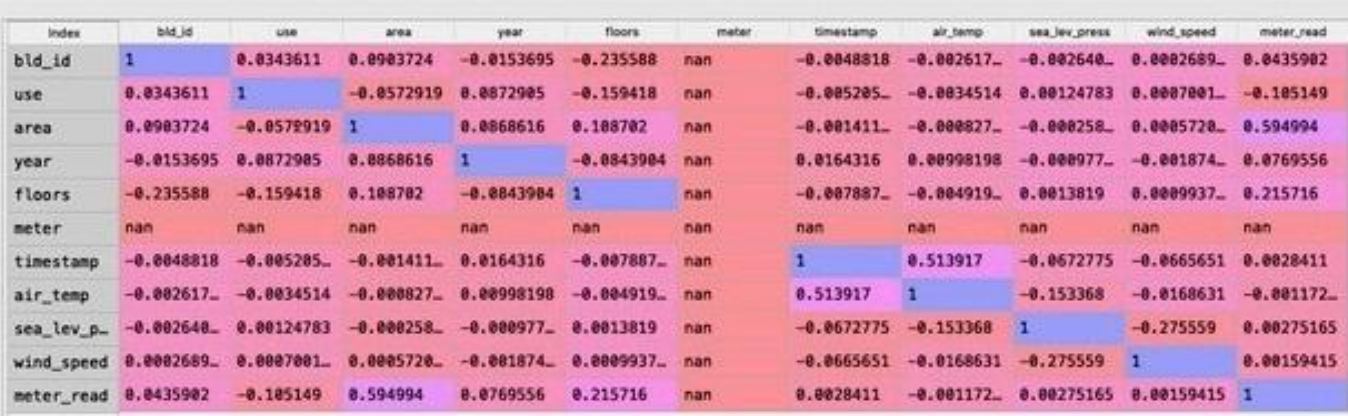 Index bld_id use area year floors meter timestamp air_temp sea_lev_press wind_speed meter_read
bld_id 1 0.0343611 0.0903724 -0.0153695 -0.235588 nan -0.0048818 -0.002617… -0.002640… 0.0002689… 0.0435902
use 0.0343611 1 -0.0572919 0.0872905 -0.159418 nan -0.005205… -0.0034514 0.00124783 0.0007001… -0.105149
area 0.0903724 -0.0572919 1 0.0868616 0.108702 nan -0.001411… -0.000827… -0.000258… 0.0005720… 0.594994
year -0.0153695 0.0872905 0.0868616 1 -0.0843904 nan 0.0164316 0.00998198 -0.000977… -0.001874… 0.0769556
floors -0.235588 -0.159418 0.108702 -0.0843904 1 nan -0.007887… -0.004919… 0.0013819 0.0009937… 0.215716
meter nan nan nan nan nan nan nan nan nan nan nan
timestamp -0.0048818 -0.005205… -0.001411… 0.0164316 -0.007887… nan 1 0.513917 -0.0672775 -0.0665651 0.0028411
air_temp -0.002617… -0.0034514 -0.000827… 0.00998198 -0.004919… nan 0.513917 1 -0.153368 -0.0168631 -0.001172…
sea_lev_p… -0.002640… 0.00124783 -0.000258… -0.000977… 0.0013819 nan -0.0672775 -0.153368 1 -0.275559 0.00275165
wind_speed 0.0002689… 0.0007001… 0.0005720… -0.001874… 0.0009937… nan -0.0665651 -0.0168631 -0.275559 1 0.00159415
meter_read 0.0435902 -0.105149 0.594994 0.0769556 0.215716 nan 0.0028411 -0.001172… 0.00275165 0.00159415 1